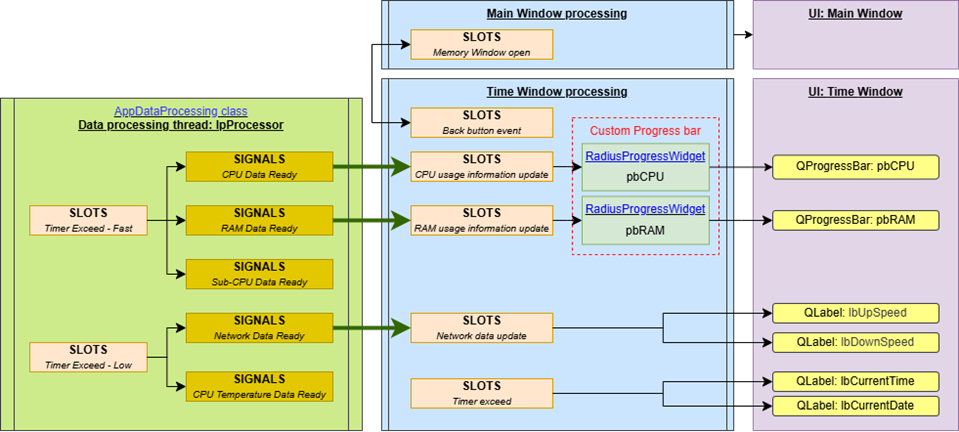 Main Window processing
UI: Main Window
SLOTS
Memory Window open
Time Window processing
UI: Time Window
AppDataProcessing class
Data processing thread: IpProcessor
SLOTS
Back button event
Custom Progress bar
SIGNALS
CPU Data Ready
SLOTS
CPU usage information update
RadiusProgressWidget
pbCPU
QProgressBar: pbCPU
SLOTS
Timer Exceed - Fast
SIGNALS
RAM Data Ready
SLOTS
RAM usage information update
RadiusProgressWidget
pbRAM
QProgressBar: pbRAM
SIGNALS
Sub-CPU Data Ready
SIGNALS
Network Data Ready
SLOTS
Network data update
QLabel: lbUpSpeed
QLabel: lbDownSpeed
SLOTS
Timer Exceed - Low
SIGNALS
CPU Temperature Data Ready
SLOTS
Timer exceed
QLabel: lbCurrentTime
QLabel: lbCurrentDate